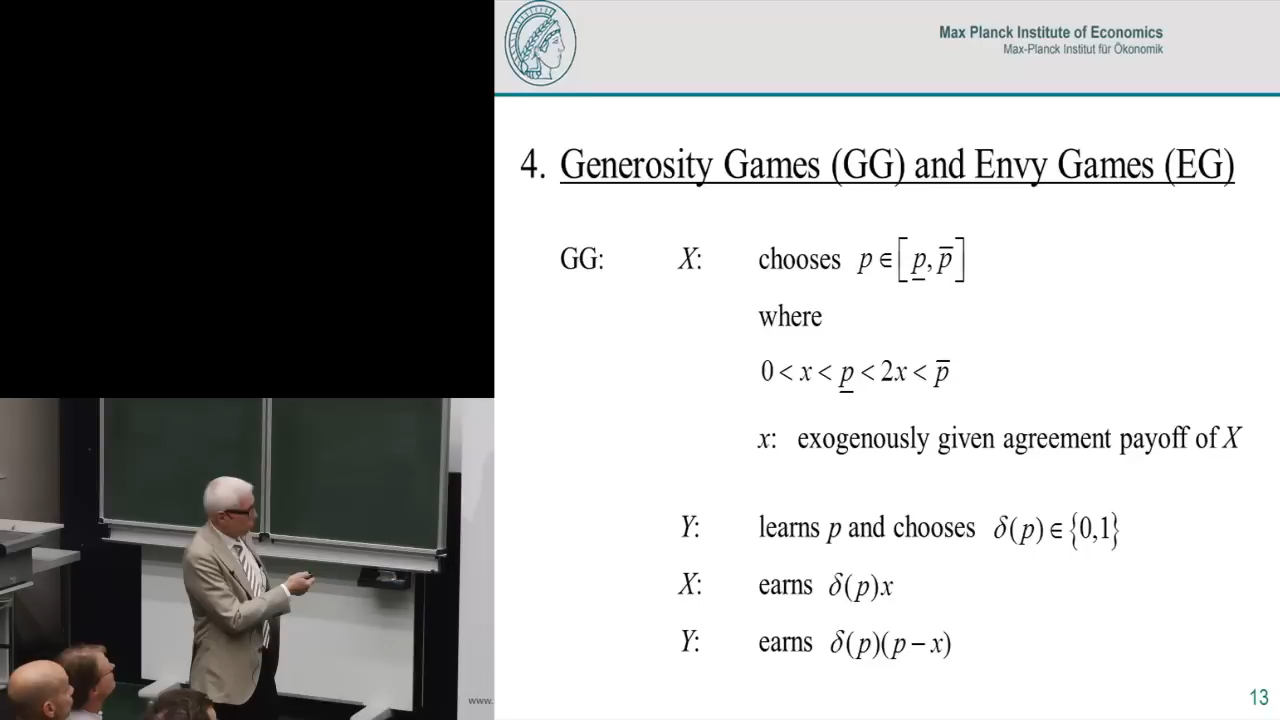 Max Planck Institute of Economics
Max-Planck Institut für Ökonomik
4. Generosity Games (GG) and Envy Games (EG)
GG: X: chooses p ∈ [p̲, p̅]
where
0 < x < p̲ < 2x < p̅
x: exogenously given agreement payoff of X
Y: learns p and chooses δ(p) ∈ {0,1}
X: earns δ(p)x
Y: earns δ(p)(p − x)
www.
13